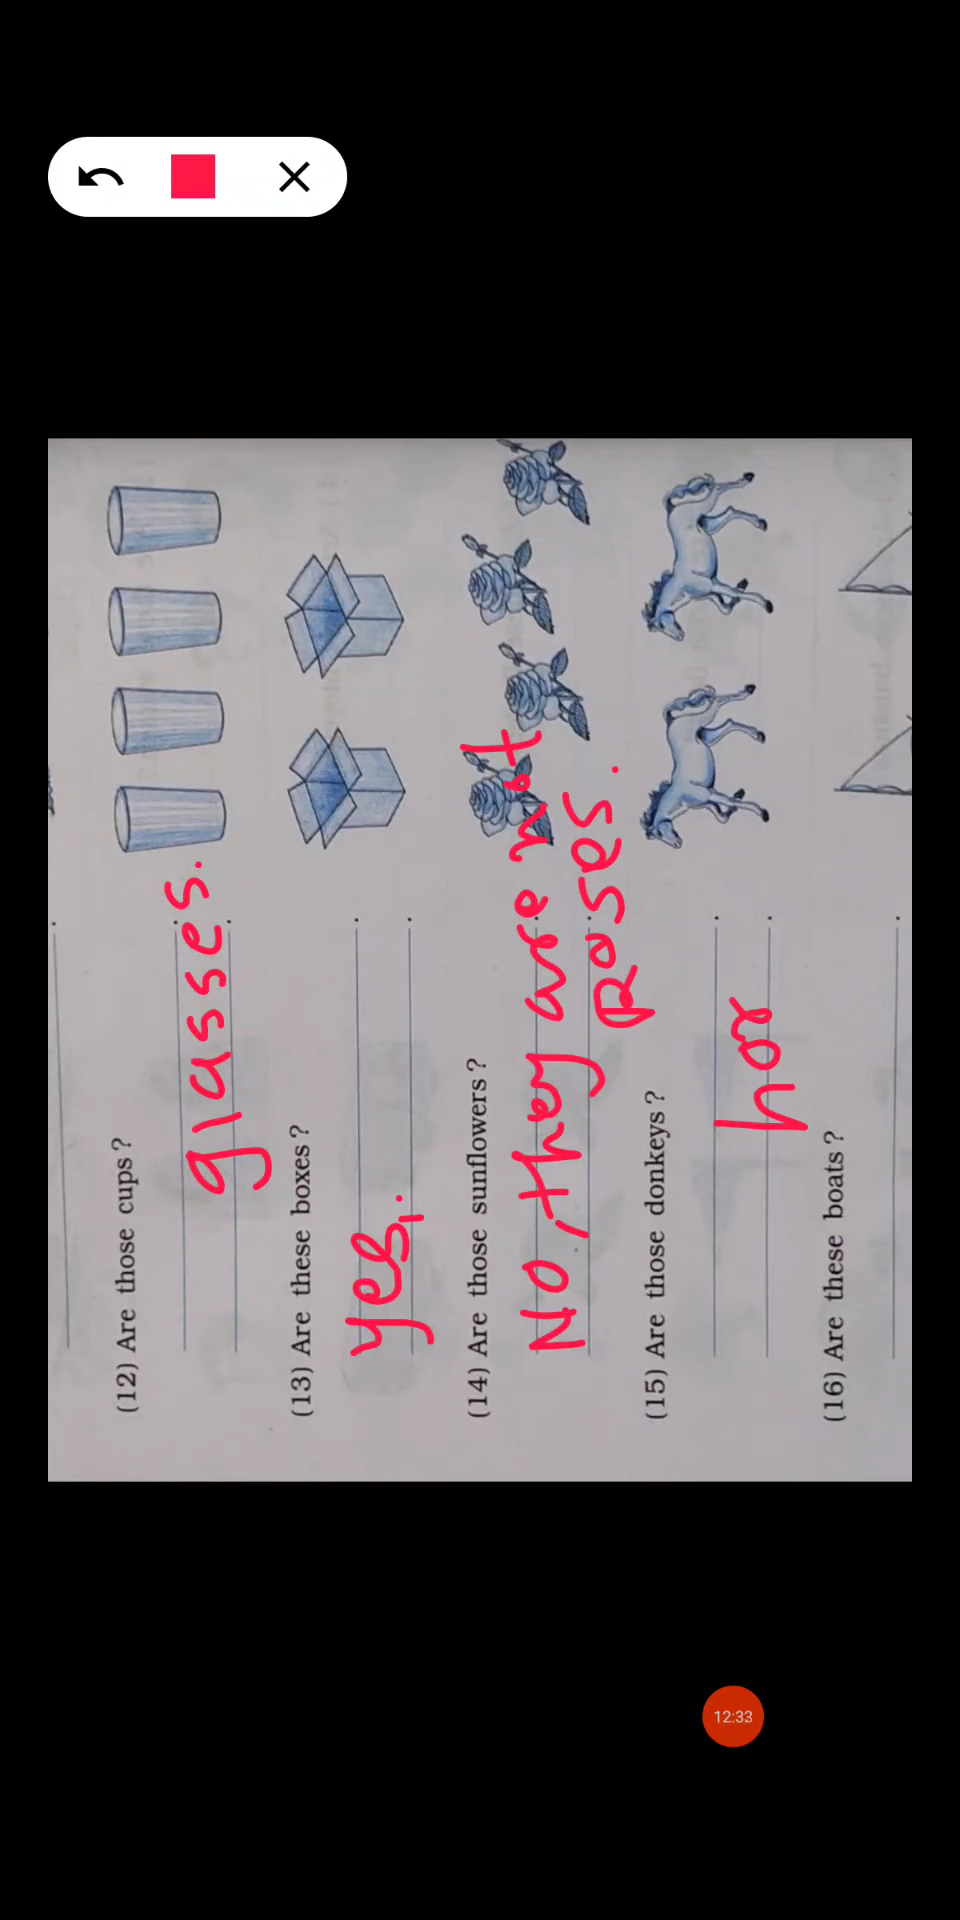 (12) Are those cups?
glasses.
(13) Are these boxes?
yes,.
(14) Are those sunflowers?
No, they are not
Roses.
(15) Are those donkeys?
hor
(16) Are these boats?
12:33